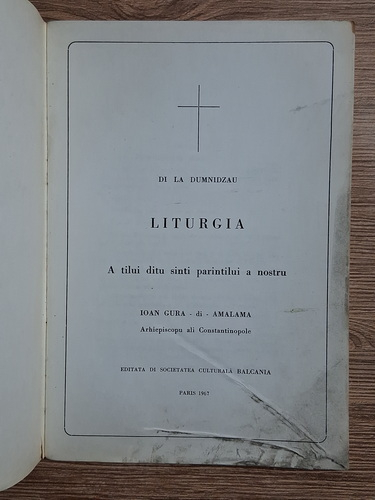 DI LA DUMNIDZAU
LITURGIA
A tilui ditu sinti parintilui a nostru
IOAN GURA - di - AMALAMA
Arhiepiscopu ali Constantinopole
EDITATA DI SOCIETATEA CULTURALĂ BALCANIA
PARIS 1967